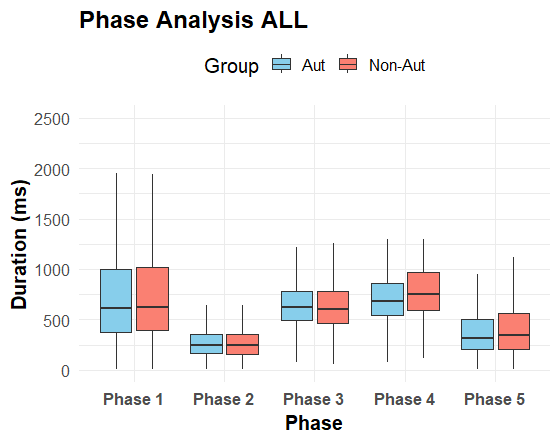 Phase Analysis ALL
Group Aut Non-Aut
2500
2000
1500
1000
500
0
Duration (ms)
Phase 1 Phase 2 Phase 3 Phase 4 Phase 5
Phase